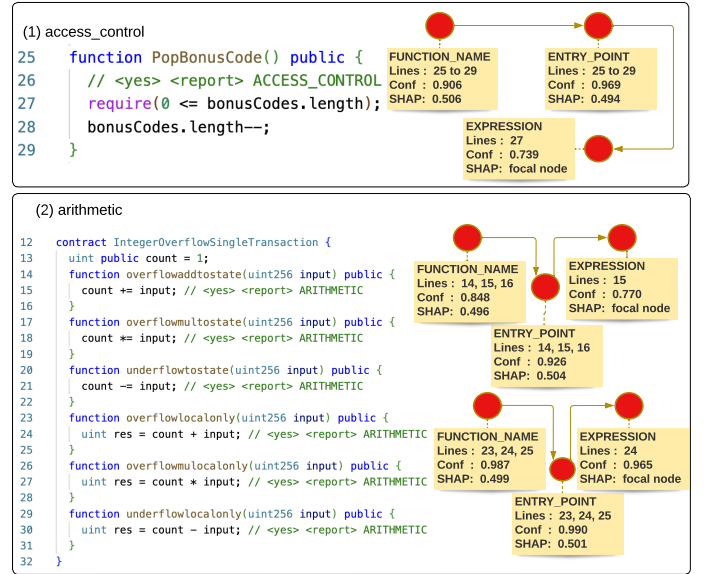 (1) access_control
25 function PopBonusCode() public {
26 // <yes> <report> ACCESS_CONTROL
27 require(0 <= bonusCodes.length);
28 bonusCodes.length--;
29 }
FUNCTION_NAME
Lines : 25 to 29
Conf : 0.906
SHAP: 0.506
ENTRY_POINT
Lines : 25 to 29
Conf : 0.969
SHAP: 0.494
EXPRESSION
Lines : 27
Conf : 0.739
SHAP: focal node
(2) arithmetic
12 contract IntegerOverflowSingleTransaction {
13 uint public count = 1;
14 function overflowaddtostate(uint256 input) public {
15 count += input; // <yes> <report> ARITHMETIC
16 }
17 function overflowmultostate(uint256 input) public {
18 count *= input; // <yes> <report> ARITHMETIC
19 }
20 function underflowtostate(uint256 input) public {
21 count -= input; // <yes> <report> ARITHMETIC
22 }
23 function overflowlocalonly(uint256 input) public {
24 uint res = count + input; // <yes> <report> ARITHMETIC
25 }
26 function overflowmulocalonly(uint256 input) public {
27 uint res = count * input; // <yes> <report> ARITHMETIC
28 }
29 function underflowlocalonly(uint256 input) public {
30 uint res = count - input; // <yes> <report> ARITHMETIC
31 }
32 }
FUNCTION_NAME
Lines : 14, 15, 16
Conf : 0.848
SHAP: 0.496
EXPRESSION
Lines : 15
Conf : 0.770
SHAP: focal node
ENTRY_POINT
Lines : 14, 15, 16
Conf : 0.926
SHAP: 0.504
FUNCTION_NAME
Lines : 23, 24, 25
Conf : 0.987
SHAP: 0.499
EXPRESSION
Lines : 24
Conf : 0.965
SHAP: focal node
ENTRY_POINT
Lines : 23, 24, 25
Conf : 0.990
SHAP: 0.501